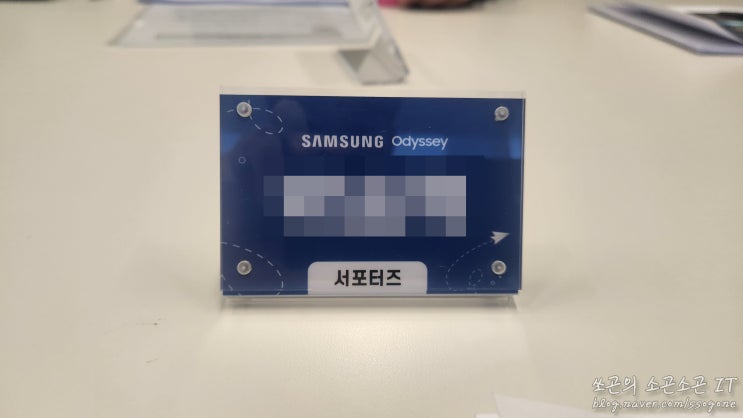 SAMSUNG Odyssey
서포터즈
쏘곤의 소곤소곤 IT
blog.naver.com/ssogone